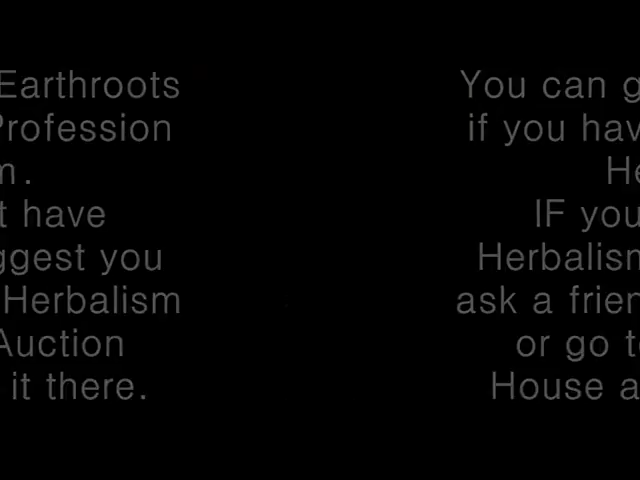 Earthroots
Profession
m.
t have
ggest you
Herbalism
Auction
it there.
You can g
if you hav
He
IF you
Herbalism
ask a frien
or go t
House a